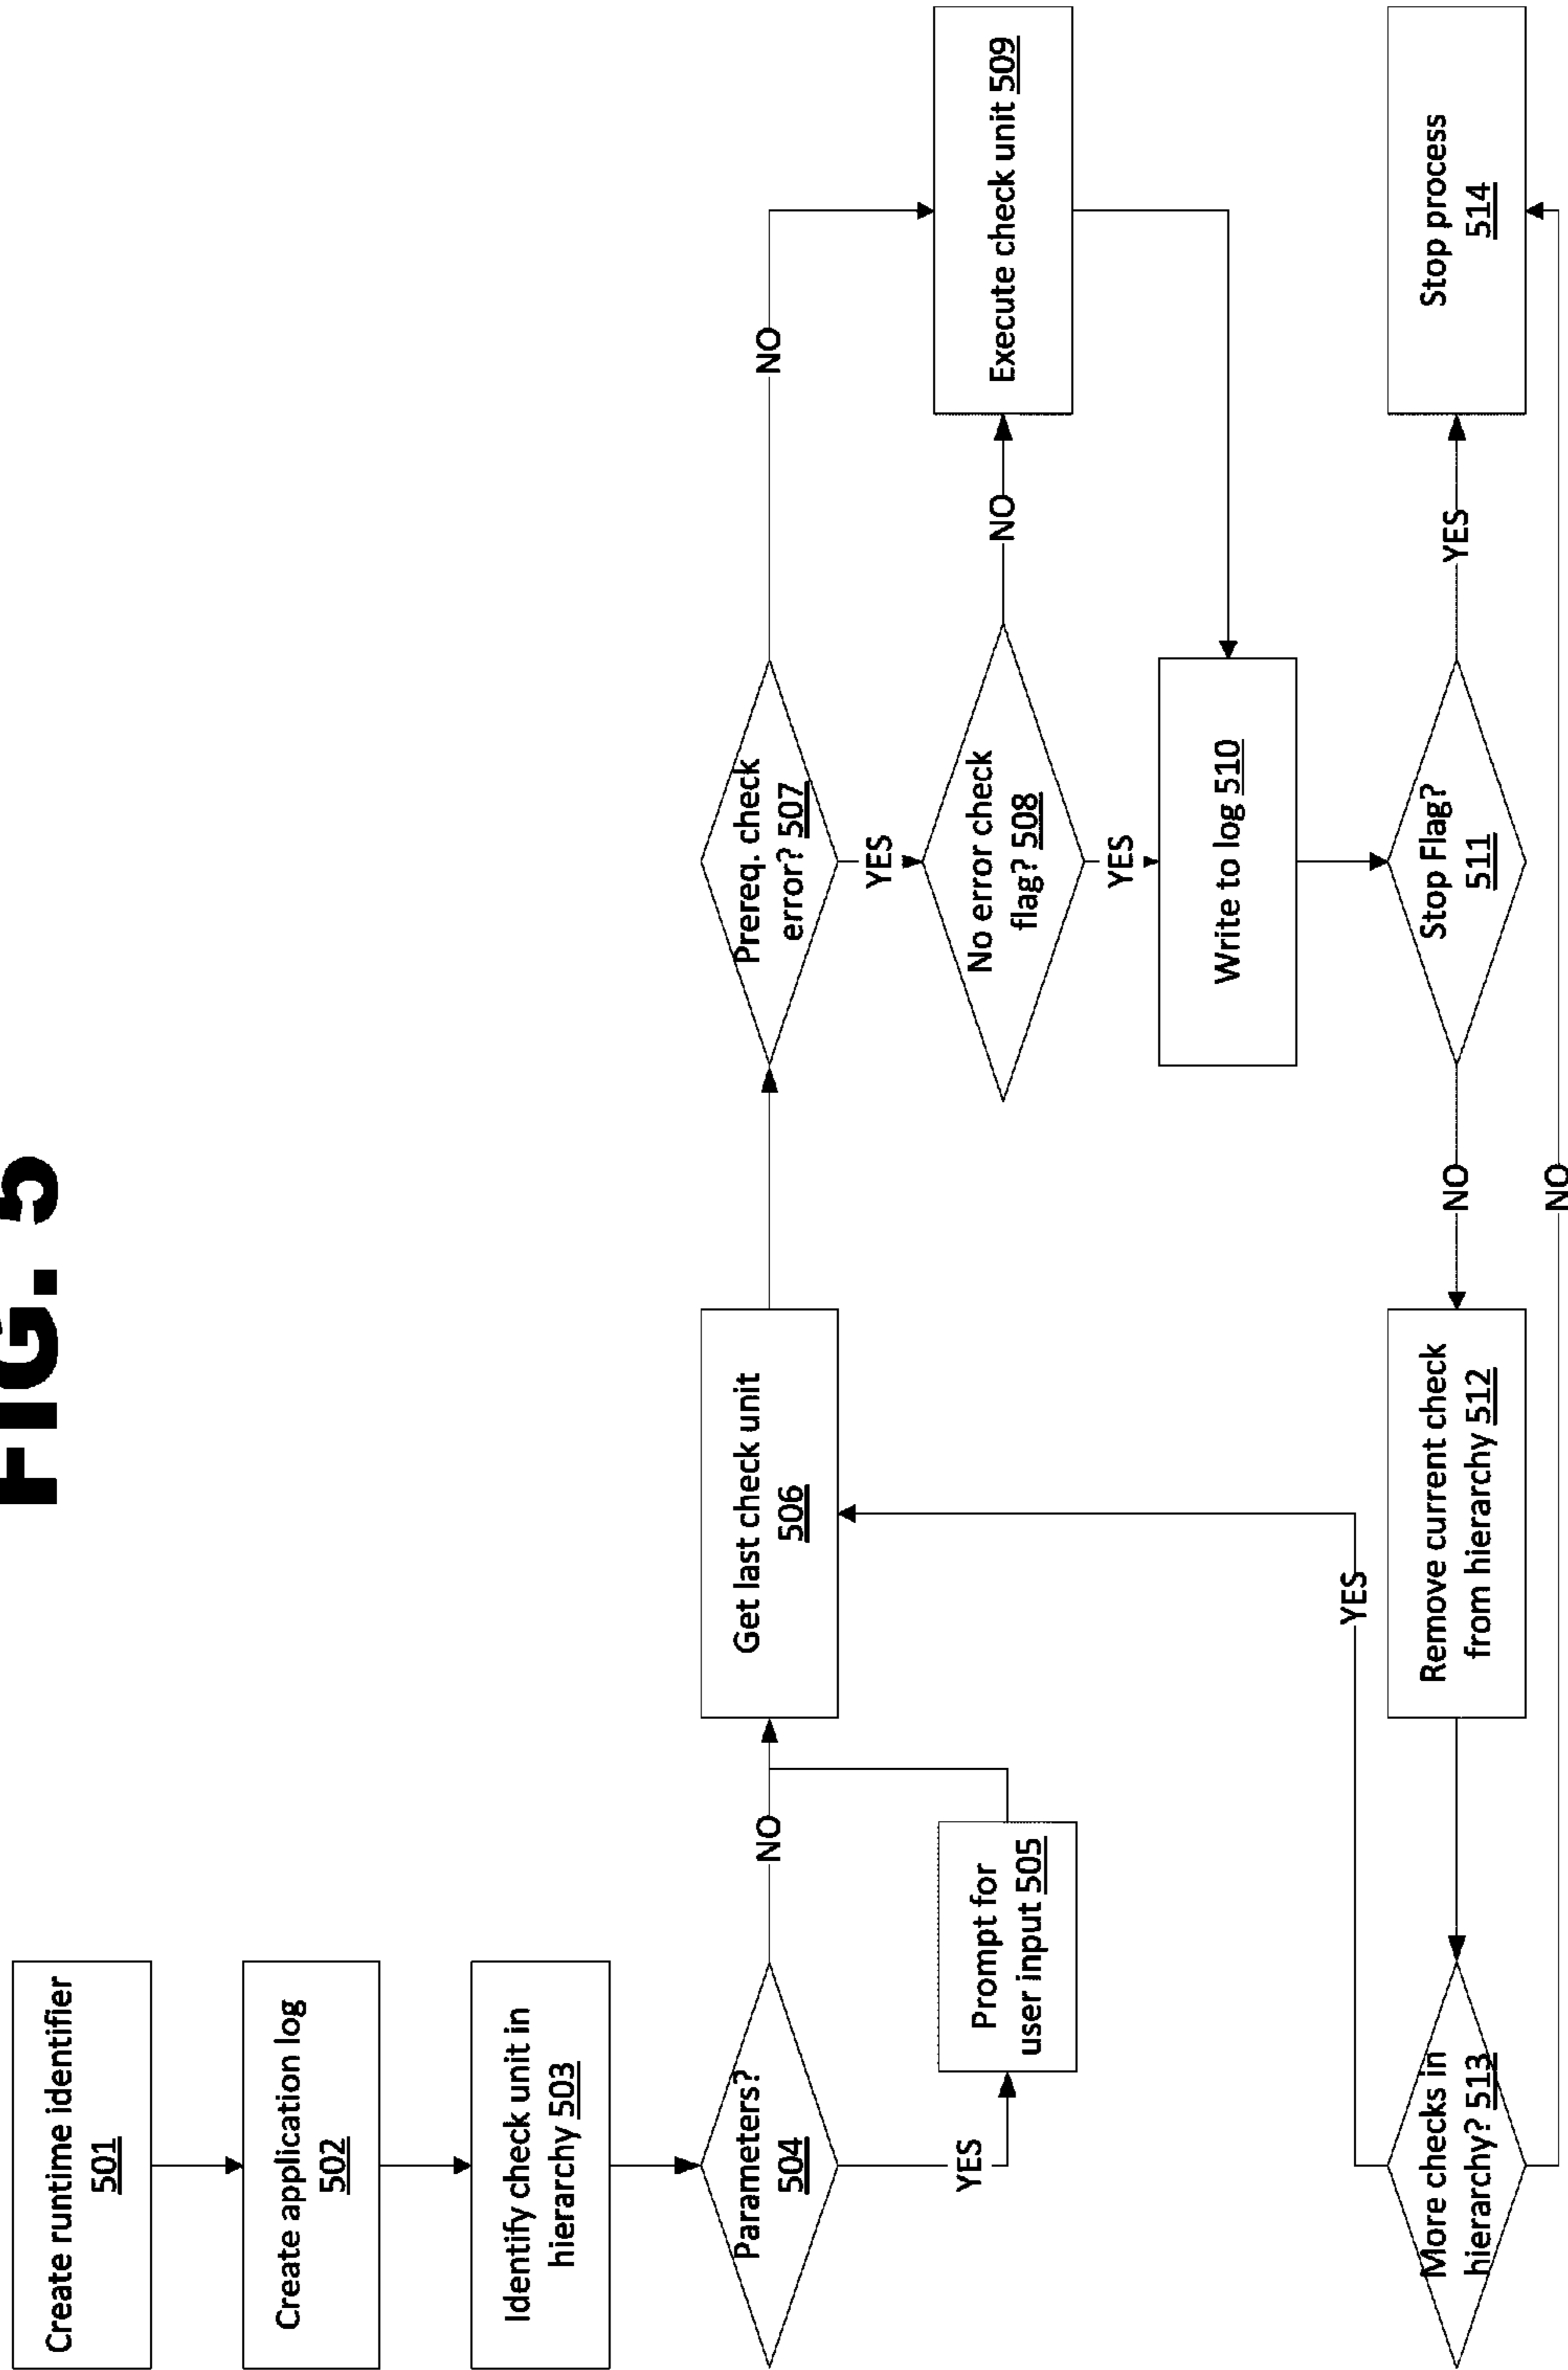 FIG. 5
Create runtime identifier
501
Create application log
502
Identify check unit in
hierarchy 503
Parameters?
504
YES
NO
Prompt for
user input 505
Get last check unit
506
Prereq. check
error? 507
NO
YES
No error check
flag? 508
NO
YES
Execute check unit 509
Write to log 510
Stop Flag?
511
YES
NO
Stop process
514
Remove current check
from hierarchy 512
More checks in
hierarchy? 513
YES
NO